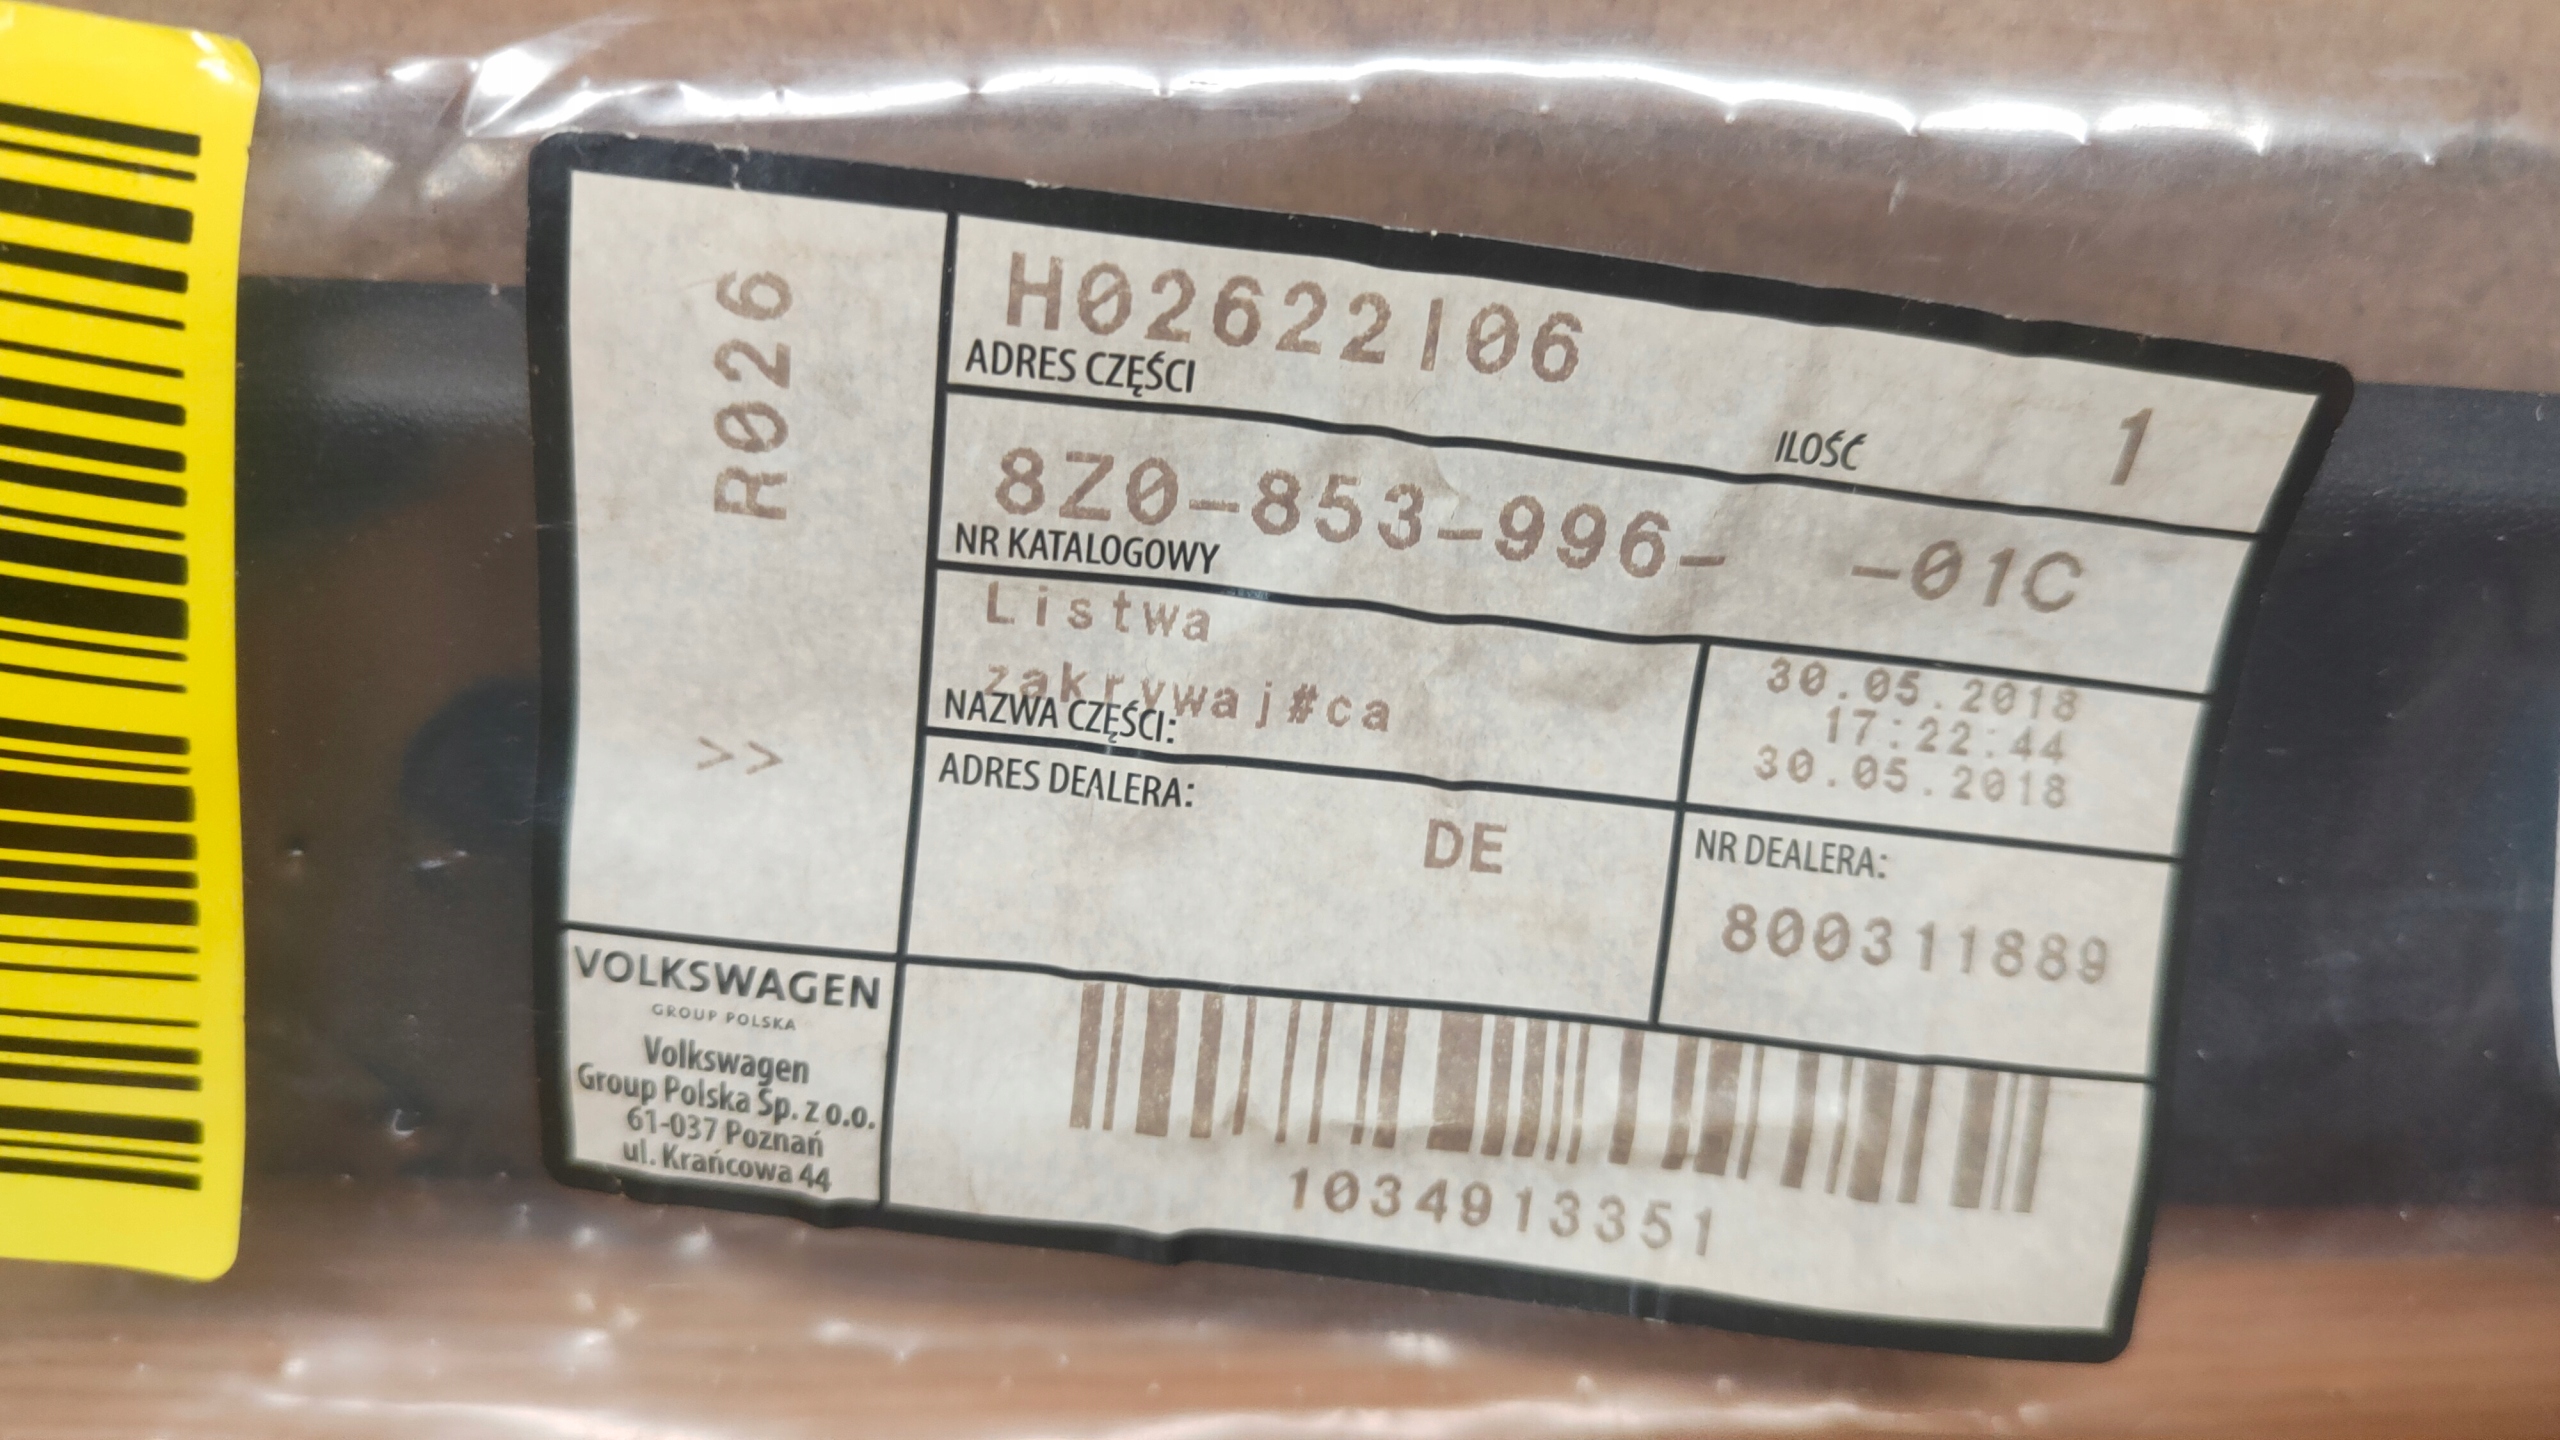 R026
>>
H02622|06
ADRES CZĘŚCI
ILOŚĆ 1
8Z0-853-996- -01C
NR KATALOGOWY
Listwa
zakrywaj#ca
NAZWA CZĘŚCI:
30.05.2018
17:22:44
30.05.2018
ADRES DEALERA:
DE
NR DEALERA:
800311889
VOLKSWAGEN
GROUP POLSKA
Volkswagen
Group Polska Sp. z o.o.
61-037 Poznań
ul. Krańcowa 44
1034913351